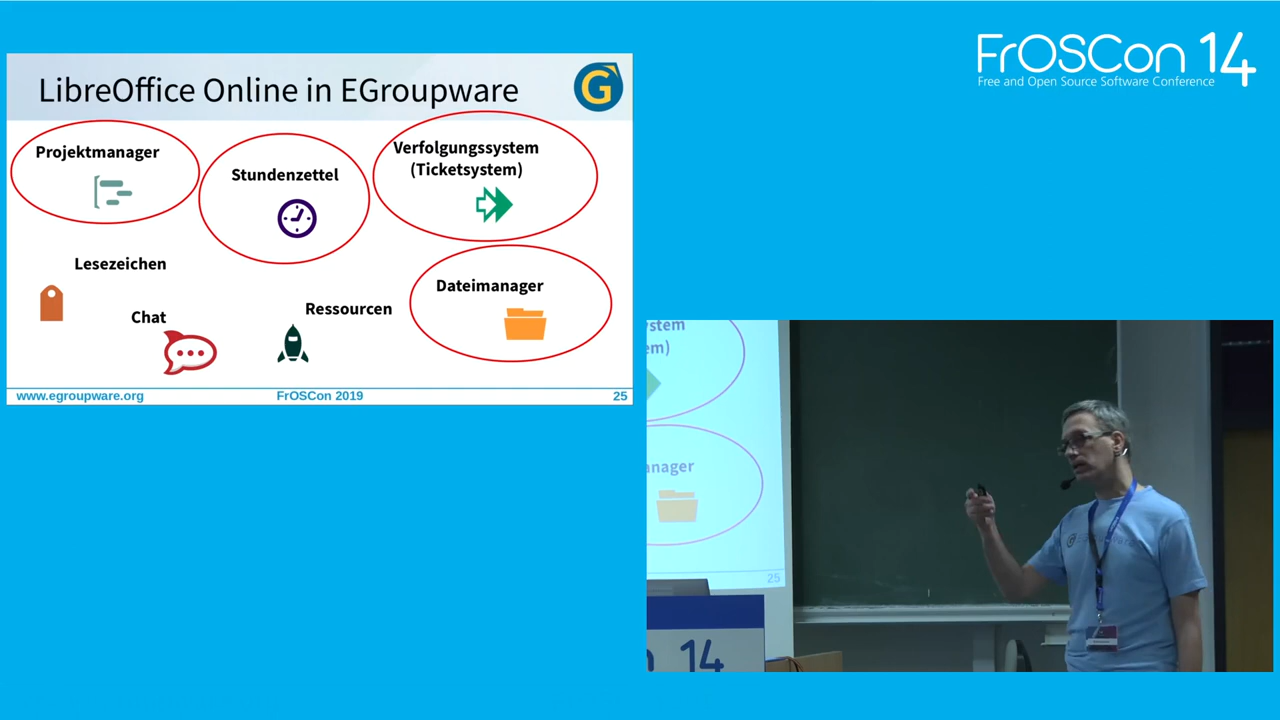 FrOSCon 14
Free and Open Source Software Conference
LibreOffice Online in EGroupware
G
Projektmanager
Stundenzettel
Verfolgungssystem
(Ticketsystem)
Lesezeichen
Chat
Ressourcen
Dateimanager
www.egroupware.org
FrOSCon 2019
25
ystem
em)
anager
25
14